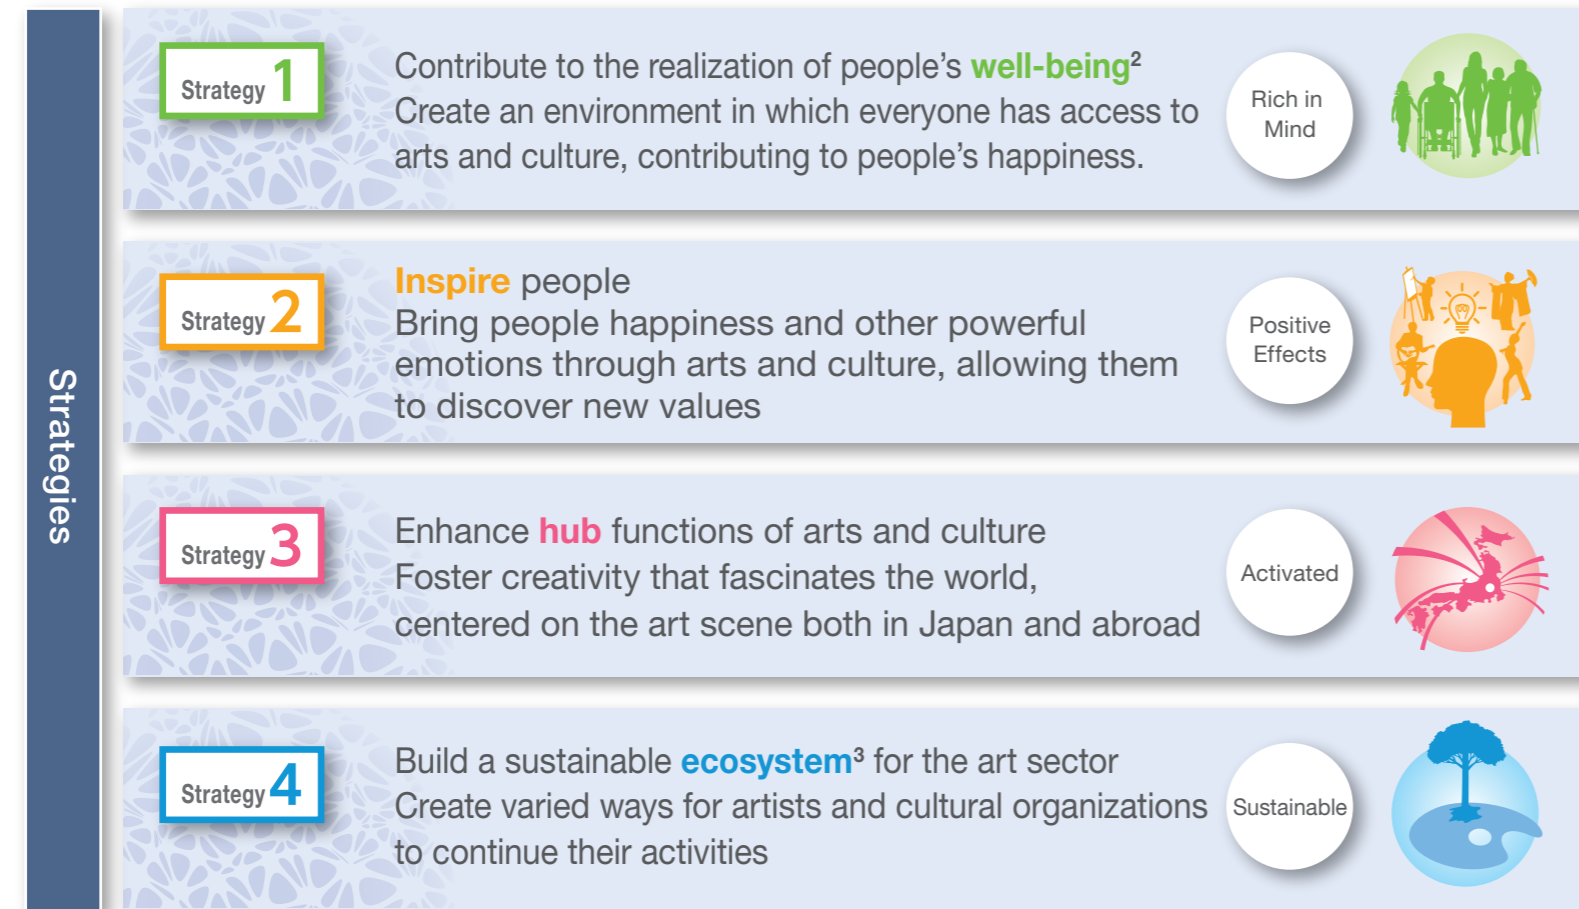 Strategies
Strategy 1
Contribute to the realization of people’s well-being²
Create an environment in which everyone has access to
arts and culture, contributing to people’s happiness.
Rich in
Mind
Strategy 2
Inspire people
Bring people happiness and other powerful
emotions through arts and culture, allowing them
to discover new values
Positive
Effects
Strategy 3
Enhance hub functions of arts and culture
Foster creativity that fascinates the world,
centered on the art scene both in Japan and abroad
Activated
Strategy 4
Build a sustainable ecosystem³ for the art sector
Create varied ways for artists and cultural organizations
to continue their activities
Sustainable